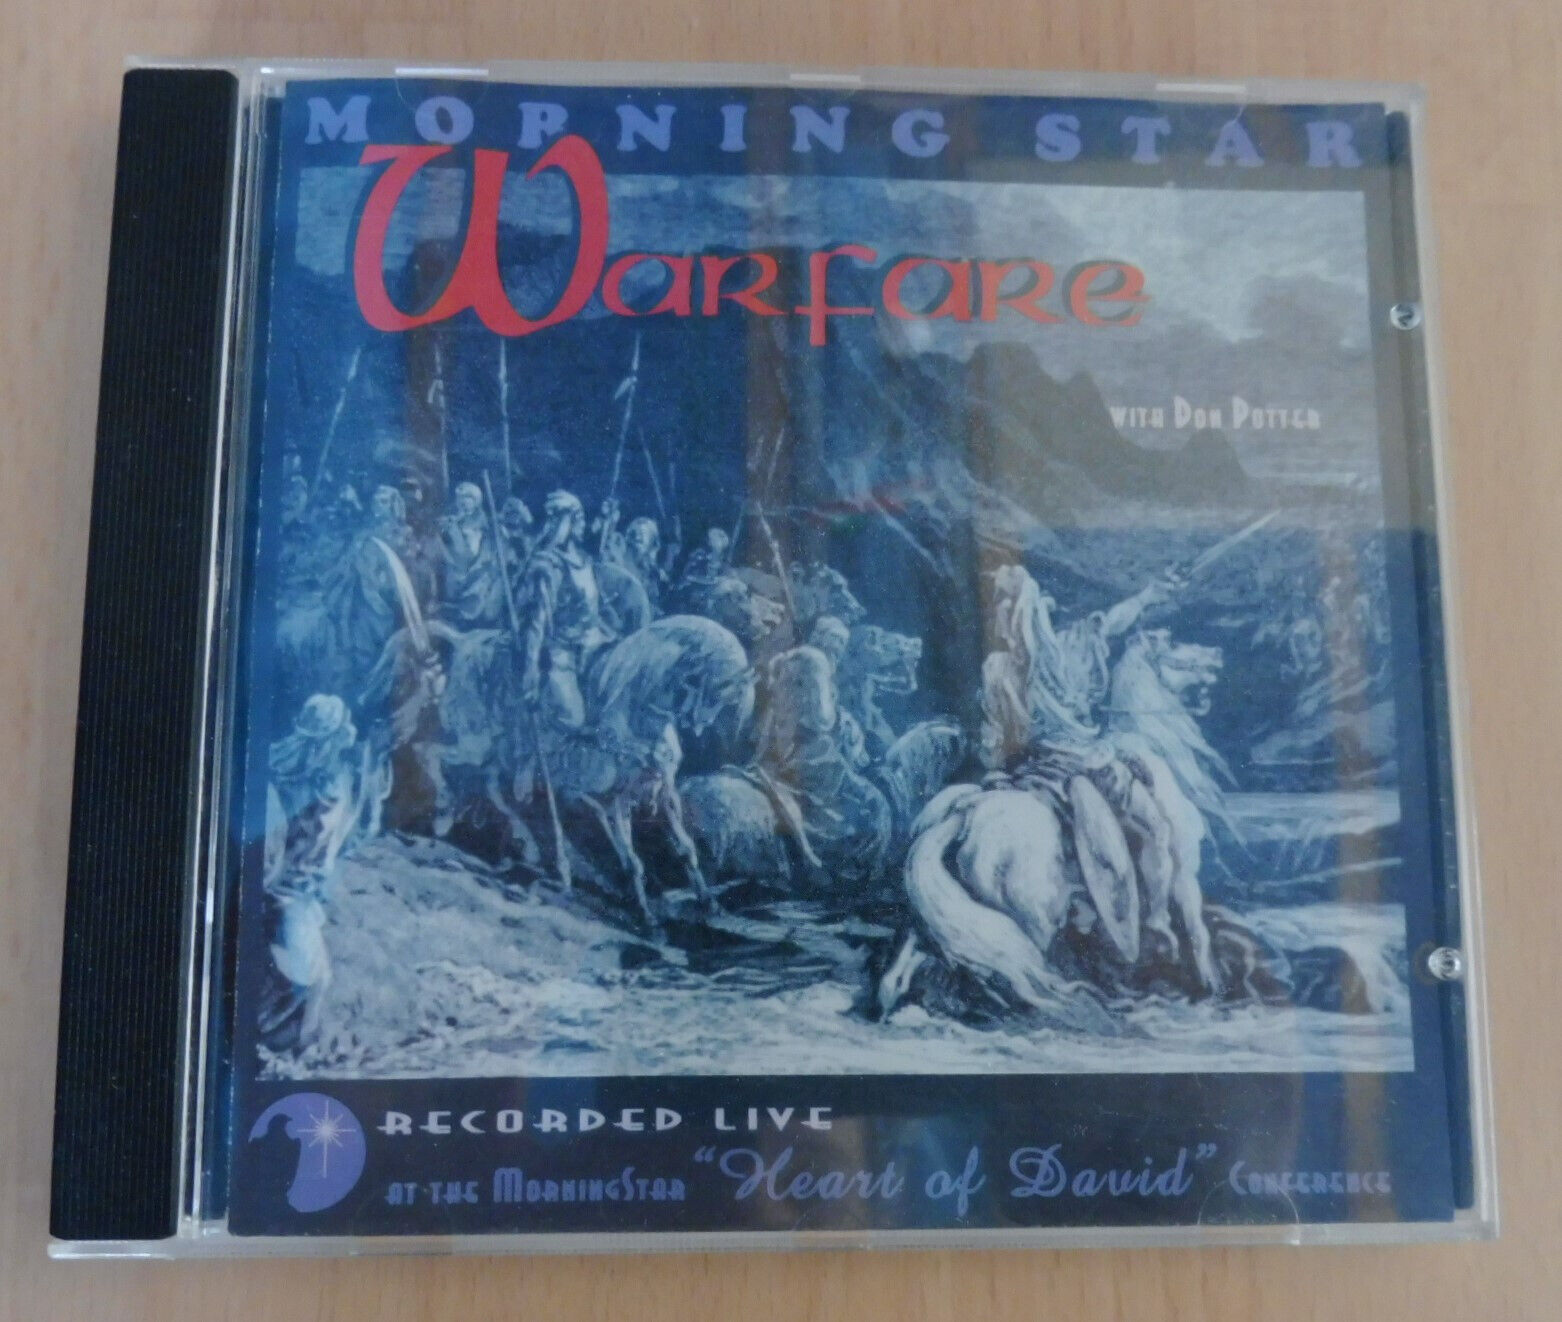 MORNING STAR
Warfare
WITH DON POTTER
RECORDED LIVE
AT THE MORNINGSTAR "Heart of David" CONFERENCE